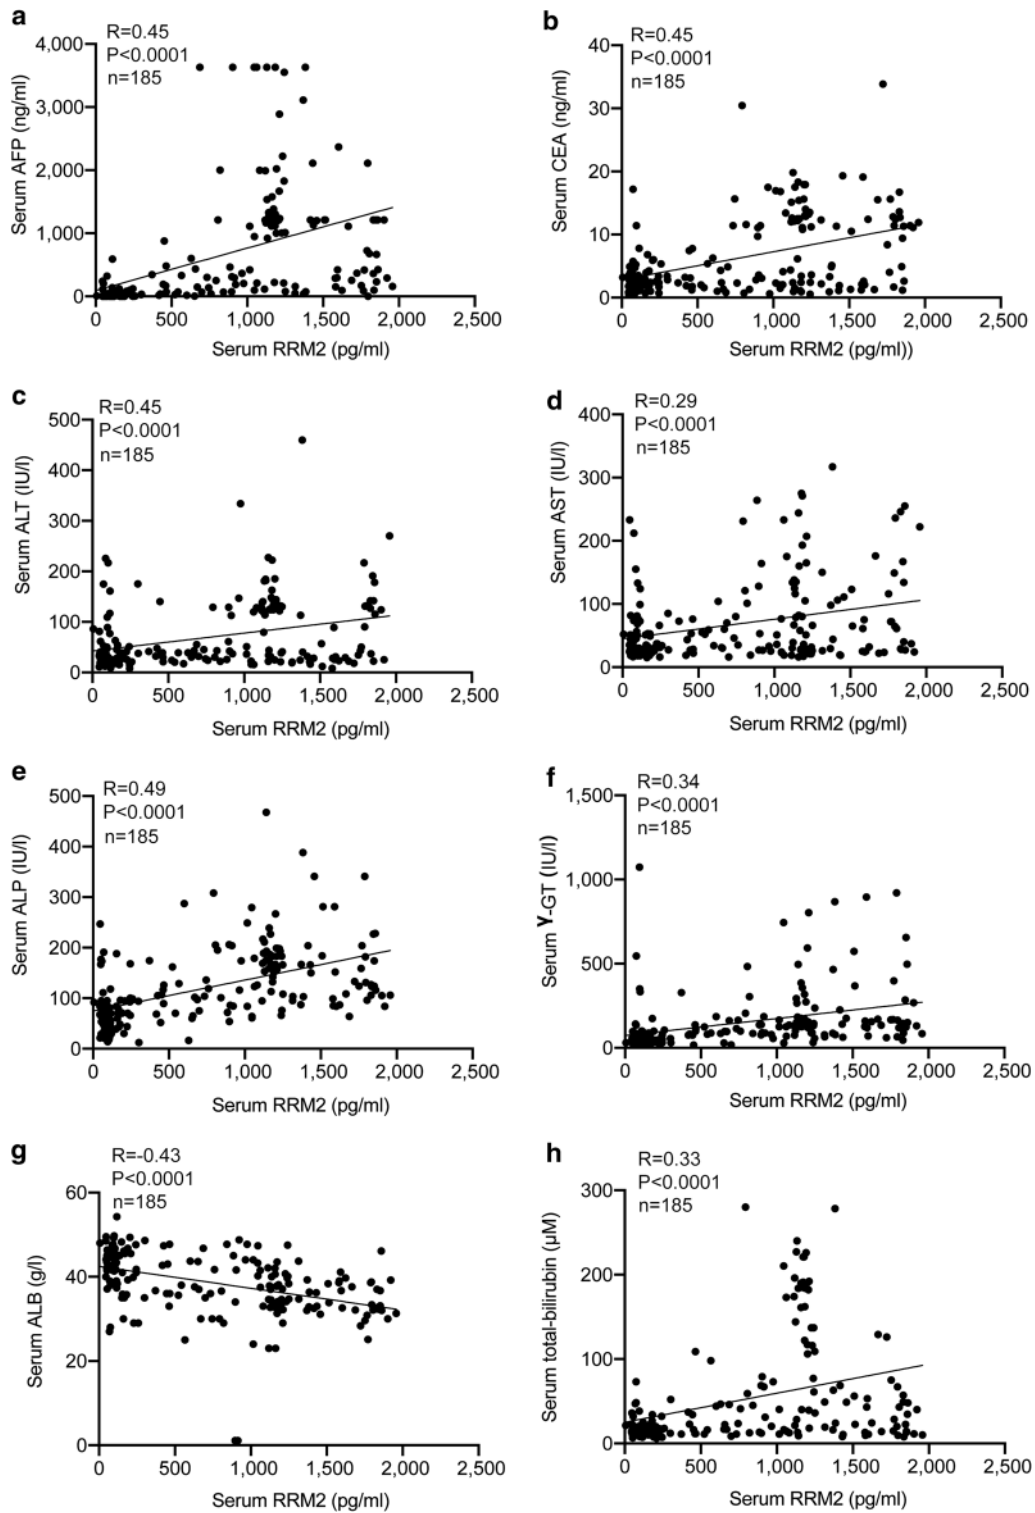 a
R=0.45
P<0.0001
n=185
4,000
3,000
2,000
1,000
0
Serum AFP (ng/ml)
0 500 1,000 1,500 2,000 2,500
Serum RRM2 (pg/ml)
b
R=0.45
P<0.0001
n=185
40
30
20
10
0
Serum CEA (ng/ml)
0 500 1,000 1,500 2,000 2,500
Serum RRM2 (pg/ml))
c
R=0.45
P<0.0001
n=185
500
400
300
200
100
0
Serum ALT (IU/l)
0 500 1,000 1,500 2,000 2,500
Serum RRM2 (pg/ml)
d
R=0.29
P<0.0001
n=185
400
300
200
100
0
Serum AST (IU/l)
0 500 1,000 1,500 2,000 2,500
Serum RRM2 (pg/ml)
e
R=0.49
P<0.0001
n=185
500
400
300
200
100
0
Serum ALP (IU/l)
0 500 1,000 1,500 2,000 2,500
Serum RRM2 (pg/ml)
f
R=0.34
P<0.0001
n=185
1,500
1,000
500
0
Serum γ-GT (IU/l)
0 500 1,000 1,500 2,000 2,500
Serum RRM2 (pg/ml)
g
R=-0.43
P<0.0001
n=185
60
40
20
0
Serum ALB (g/l)
0 500 1,000 1,500 2,000 2,500
Serum RRM2 (pg/ml)
h
R=0.33
P<0.0001
n=185
300
200
100
0
Serum total-bilirubin (μM)
0 500 1,000 1,500 2,000 2,500
Serum RRM2 (pg/ml)